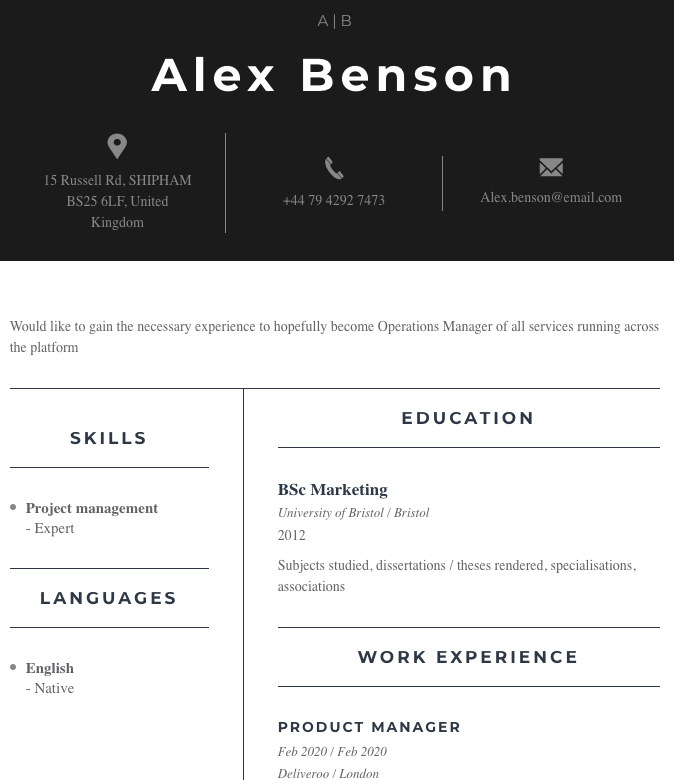 A | B
Alex Benson
15 Russell Rd, SHIPHAM
BS25 6LF, United
Kingdom
+44 79 4292 7473
Alex.benson@email.com
Would like to gain the necessary experience to hopefully become Operations Manager of all services running across
the platform
SKILLS
• Project management
- Expert
LANGUAGES
• English
- Native
EDUCATION
BSc Marketing
University of Bristol / Bristol
2012
Subjects studied, dissertations / theses rendered, specialisations,
associations
WORK EXPERIENCE
PRODUCT MANAGER
Feb 2020 / Feb 2020
Deliveroo / London